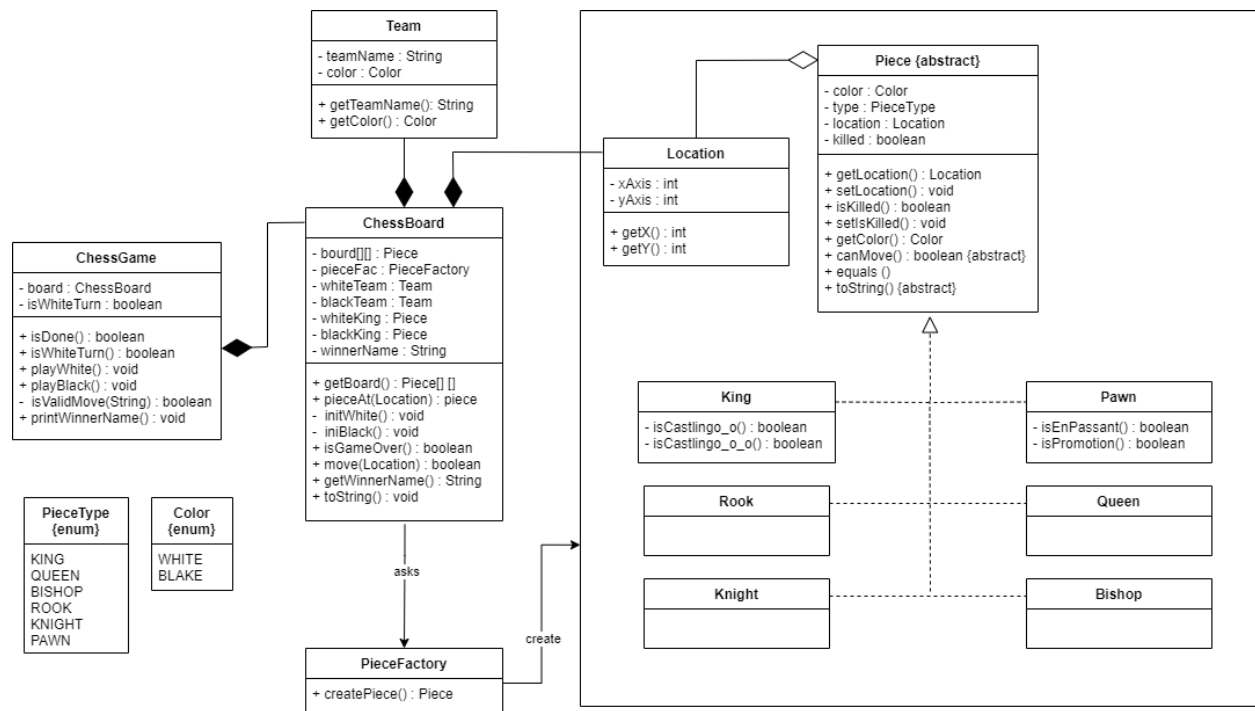 Team
- teamName : String
- color : Color
+ getTeamName(): String
+ getColor() : Color
Piece {abstract}
- color : Color
- type : PieceType
- location : Location
- killed : boolean
+ getLocation() : Location
+ setLocation() : void
+ isKilled() : boolean
+ setIsKilled() : void
+ getColor() : Color
+ canMove() : boolean {abstract}
+ equals ()
+ toString() {abstract}
Location
- xAxis : int
- yAxis : int
+ getX() : int
+ getY() : int
ChessBoard
- bourd[][] : Piece
- pieceFac : PieceFactory
- whiteTeam : Team
- blackTeam : Team
- whiteKing : Piece
- blackKing : Piece
- winnerName : String
+ getBoard() : Piece[] []
+ pieceAt(Location) : piece
- initWhite() : void
- iniBlack() : void
+ isGameOver() : boolean
+ move(Location) : boolean
+ getWinnerName() : String
+ toString() : void
ChessGame
- board : ChessBoard
- isWhiteTurn : boolean
+ isDone() : boolean
+ isWhiteTurn() : boolean
+ playWhite() : void
+ playBlack() : void
- isValidMove(String) : boolean
+ printWinnerName() : void
King
- isCastlingo_o() : boolean
- isCastlingo_o_o() : boolean
Pawn
- isEnPassant() : boolean
- isPromotion() : boolean
Rook
Queen
Knight
Bishop
PieceType
{enum}
KING
QUEEN
BISHOP
ROOK
KNIGHT
PAWN
Color
{enum}
WHITE
BLAKE
asks
create
PieceFactory
+ createPiece() : Piece